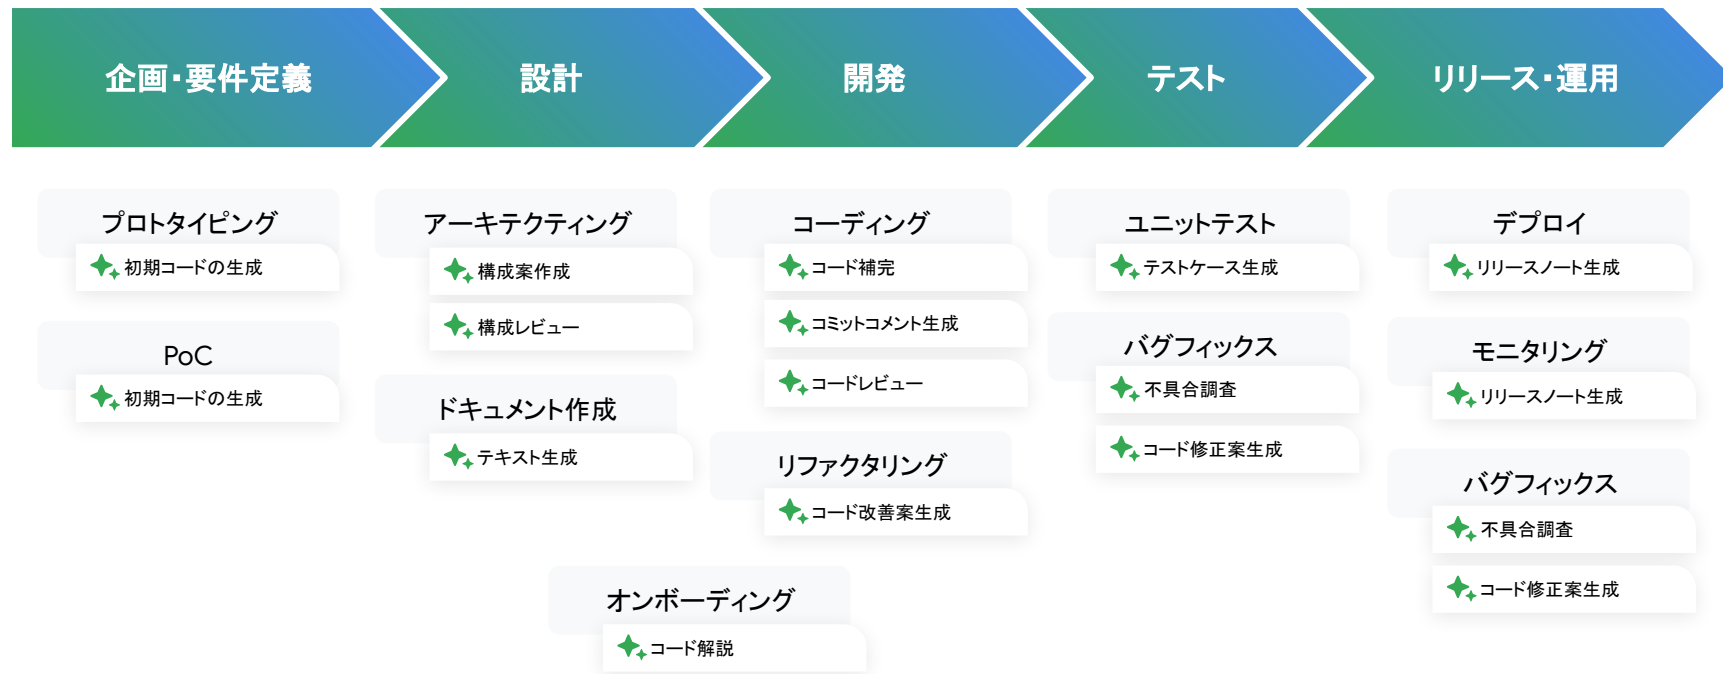 企画・要件定義
設計
開発
テスト
リリース・運用
プロトタイピング
初期コードの生成
PoC
初期コードの生成
アーキテクティング
構成案作成
構成レビュー
ドキュメント作成
テキスト生成
コーディング
コード補完
コミットコメント生成
コードレビュー
リファクタリング
コード改善案生成
オンボーディング
コード解説
ユニットテスト
テストケース生成
バグフィックス
不具合調査
コード修正案生成
デプロイ
リリースノート生成
モニタリング
リリースノート生成
バグフィックス
不具合調査
コード修正案生成